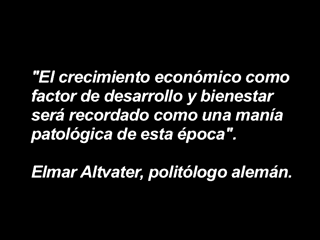 "El crecimiento económico como
factor de desarrollo y bienestar
será recordado como una manía
patológica de esta época".
Elmar Altvater, politólogo alemán.